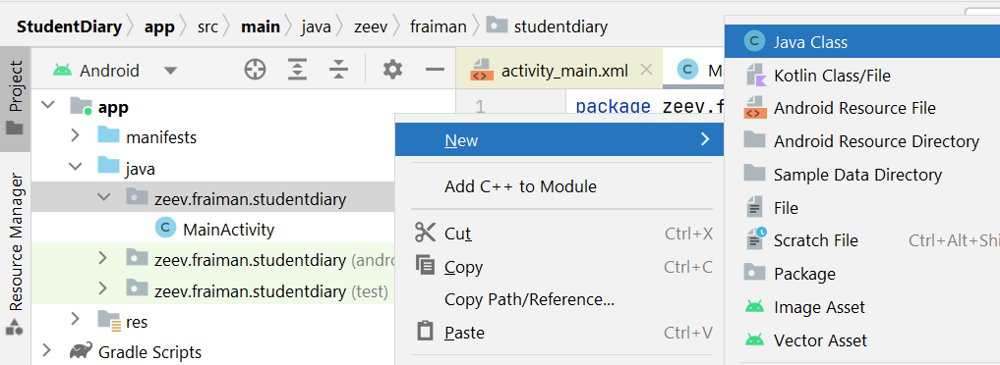 StudentDiary app src main java zeev fraiman studentdiary
Project
Resource Manager
Android
app
manifests
java
zeev.fraiman.studentdiary
MainActivity
zeev.fraiman.studentdiary (andro
zeev.fraiman.studentdiary (test)
res
Gradle Scripts
activity_main.xml
M
1
package zeev.f
New
Add C++ to Module
Cut Ctrl+X
Copy Ctrl+C
Copy Path/Reference...
Paste Ctrl+V
Java Class
Kotlin Class/File
Android Resource File
Android Resource Directory
Sample Data Directory
File
Scratch File Ctrl+Alt+Shi
Package
Image Asset
Vector Asset